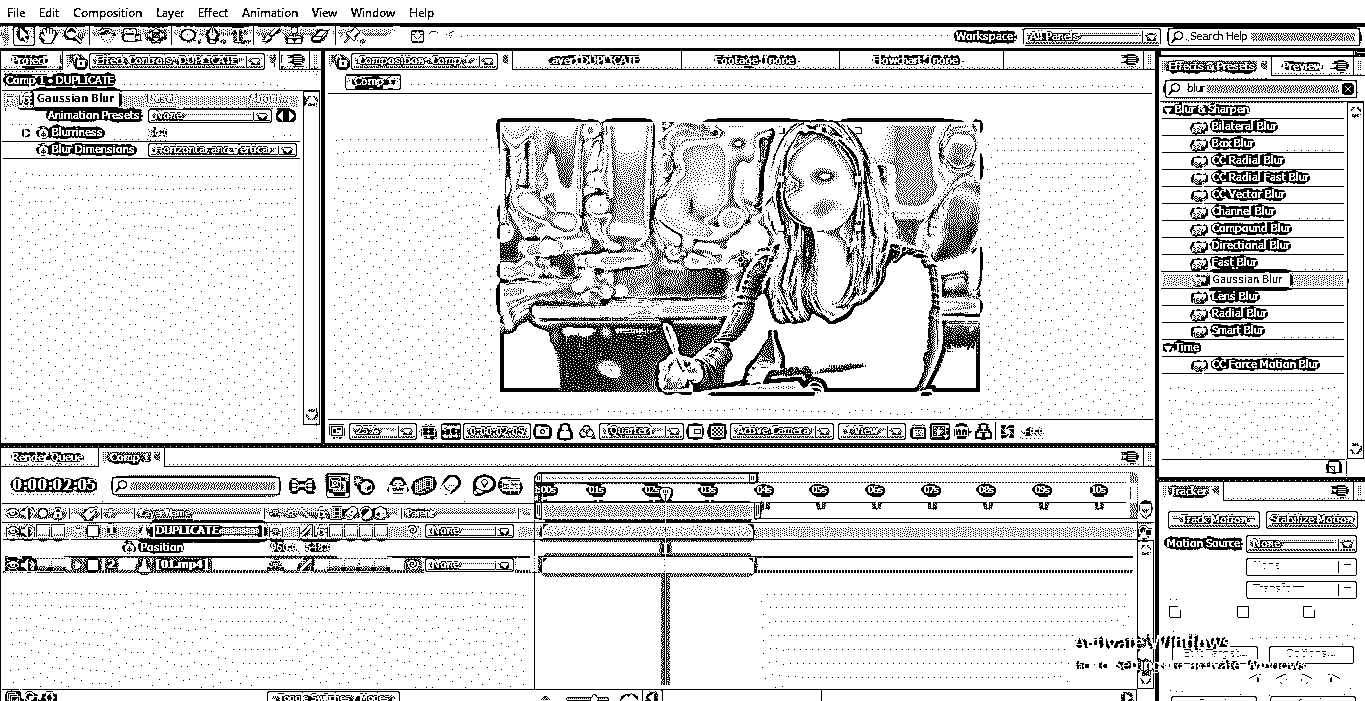 File Edit Composition Layer Effect Animation View Window Help
Workspace: All Panels Search Help
Project Effect Controls: DUPLICATE Composition: Comp 1 Layer: DUPLICATE Footage: (none) Flowchart: (none) Effects & Presets Preview
Comp 1 • DUPLICATE
Comp 1
blur
Gaussian Blur
Animation Presets None
Blurriness
Blur Dimensions Horizontal and Vertical
Blur & Sharpen
Bilateral Blur
Box Blur
CC Radial Blur
CC Radial Fast Blur
CC Vector Blur
Channel Blur
Compound Blur
Directional Blur
Fast Blur
Gaussian Blur
Lens Blur
Radial Blur
Smart Blur
Time
CC Force Motion Blur
25% 0:00:02:05 Quarter Active Camera 1 View
Render Queue Comp 1
0:00:02:05
:00s 01s 02s 03s 04s 05s 06s 07s 08s 09s 10s
Layer Name
DUPLICATE None
Position
2 [01.mp4] None
Toggle Switches / Modes
Tracker
Track Motion Stabilize Motion
Motion Source: None
Activate Windows
Go to Settings to activate Windows.
Edit Target... Options...